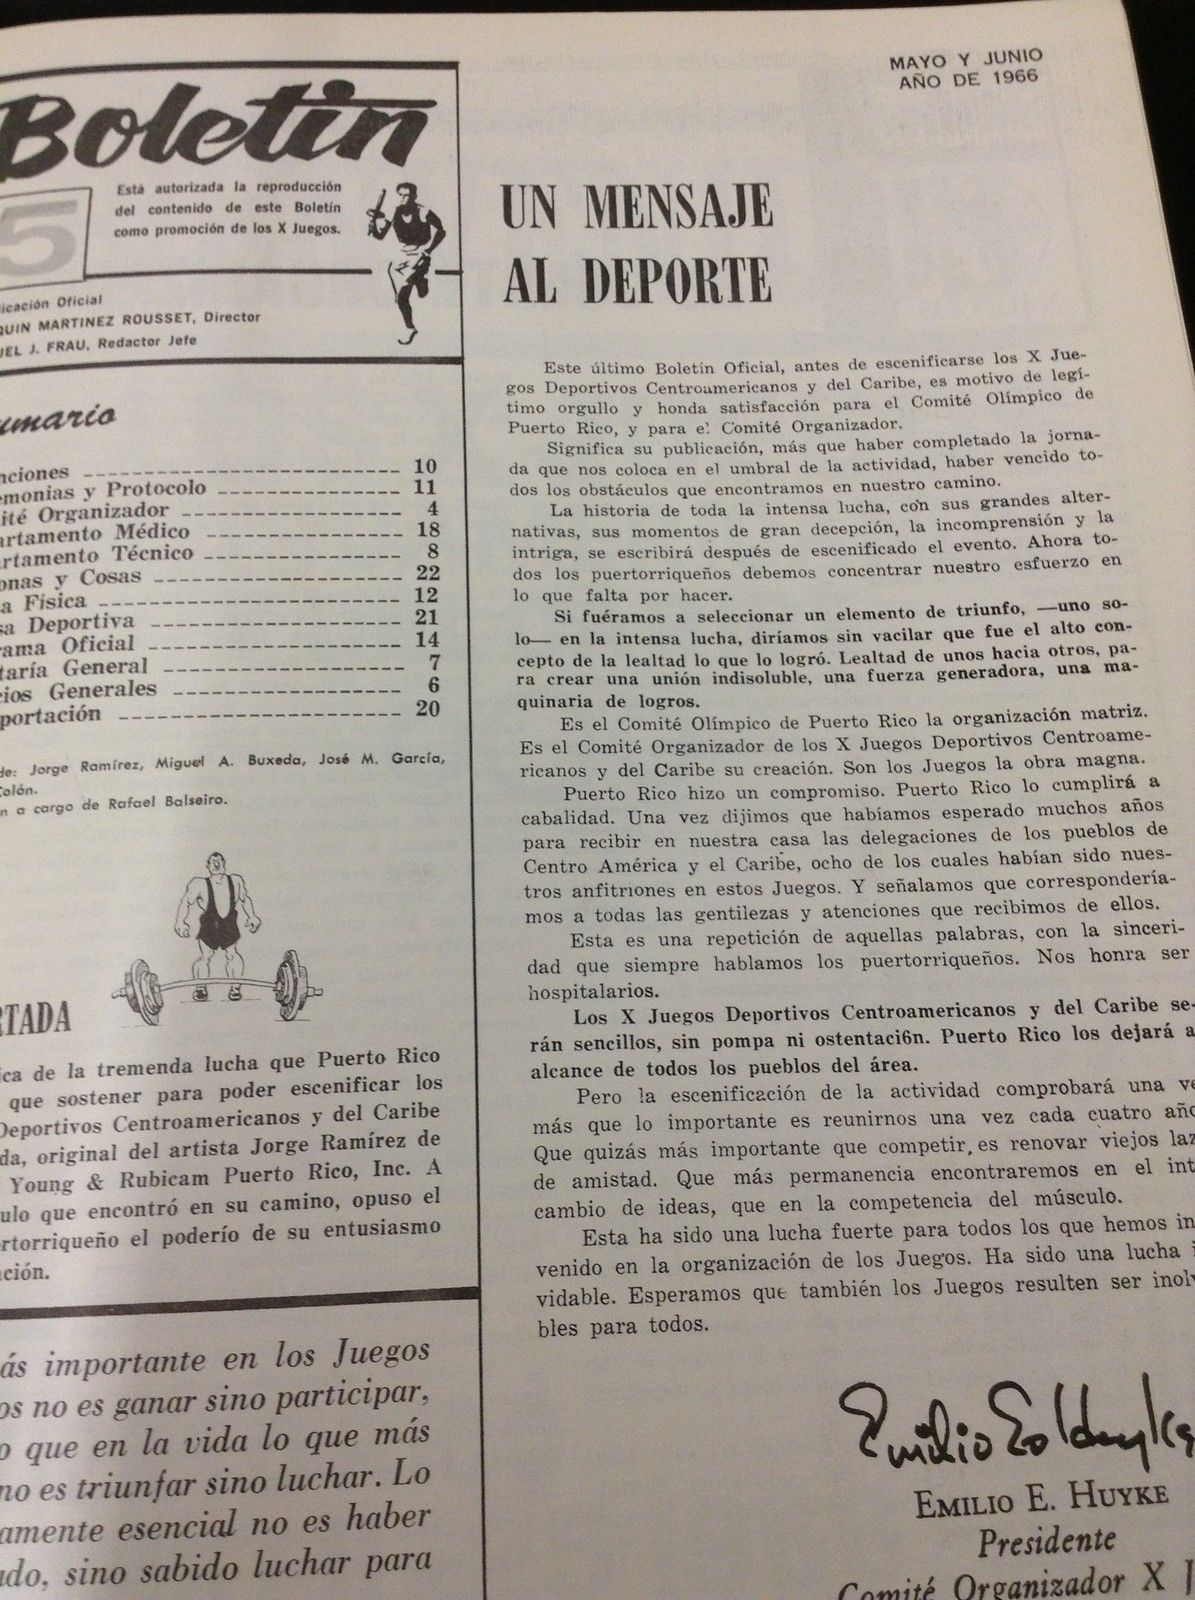 Boletín
5
Está autorizada la reproducción
del contenido de este Boletín
como promoción de los X Juegos.
icación Oficial
QUIN MARTINEZ ROUSSET, Director
UEL J. FRAU, Redactor Jefe
umario
nciones ---- 10
emonias y Protocolo ---- 11
ité Organizador ---- 4
artamento Médico ---- 18
artamento Técnico ---- 8
onas y Cosas ---- 22
a Física ---- 12
sa Deportiva ---- 21
rama Oficial ---- 14
taría General ---- 7
cios Generales ---- 6
portación ---- 20
de: Jorge Ramírez, Miguel A. Buxeda, José M. García,
Colón.
n a cargo de Rafael Balseiro.
RTADA
ica de la tremenda lucha que Puerto Rico
que sostener para poder escenificar los
Deportivos Centroamericanos y del Caribe
da, original del artista Jorge Ramírez de
Young & Rubicam Puerto Rico, Inc. A
ulo que encontró en su camino, opuso el
rtorriqueño el poderío de su entusiasmo
ción.
ás importante en los Juegos
os no es ganar sino participar,
o que en la vida lo que más
no es triunfar sino luchar. Lo
amente esencial no es haber
ado, sino sabido luchar para
MAYO Y JUNIO
AÑO DE 1966
UN MENSAJE
AL DEPORTE
Este último Boletín Oficial, antes de escenificarse los X Jue-
gos Deportivos Centroamericanos y del Caribe, es motivo de legí-
timo orgullo y honda satisfacción para el Comité Olímpico de
Puerto Rico, y para el Comité Organizador.
Significa su publicación, más que haber completado la jorna-
da que nos coloca en el umbral de la actividad, haber vencido to-
dos los obstáculos que encontramos en nuestro camino.
La historia de toda la intensa lucha, con sus grandes alter-
nativas, sus momentos de gran decepción, la incomprensión y la
intriga, se escribirá después de escenificado el evento. Ahora to-
dos los puertorriqueños debemos concentrar nuestro esfuerzo en
lo que falta por hacer.
Si fuéramos a seleccionar un elemento de triunfo, —uno so-
lo— en la intensa lucha, diríamos sin vacilar que fue el alto con-
cepto de la lealtad lo que lo logró. Lealtad de unos hacia otros, pa-
ra crear una unión indisoluble, una fuerza generadora, una ma-
quinaria de logros.
Es el Comité Olímpico de Puerto Rico la organización matriz.
Es el Comité Organizador de los X Juegos Deportivos Centroame-
ricanos y del Caribe su creación. Son los Juegos la obra magna.
Puerto Rico hizo un compromiso. Puerto Rico lo cumplirá a
cabalidad. Una vez dijimos que habíamos esperado muchos años
para recibir en nuestra casa las delegaciones de los pueblos de
Centro América y el Caribe, ocho de los cuales habían sido nues-
tros anfitriones en estos Juegos. Y señalamos que correspondería-
mos a todas las gentilezas y atenciones que recibimos de ellos.
Esta es una repetición de aquellas palabras, con la sinceri-
dad que siempre hablamos los puertorriqueños. Nos honra ser
hospitalarios.
Los X Juegos Deportivos Centroamericanos y del Caribe se-
rán sencillos, sin pompa ni ostentaci6n. Puerto Rico los dejará a
alcance de todos los pueblos del área.
Pero la escenificación de la actividad comprobará una ve
más que lo importante es reunirnos una vez cada cuatro año
Que quizás más importante que competir, es renovar viejos laz
de amistad. Que más permanencia encontraremos en el int
cambio de ideas, que en la competencia del músculo.
Esta ha sido una lucha fuerte para todos los que hemos in
venido en la organización de los Juegos. Ha sido una lucha i
vidable. Esperamos que también los Juegos resulten ser inolv
bles para todos.
EMILIO E. HUYKE
Presidente
Comité Organizador X J